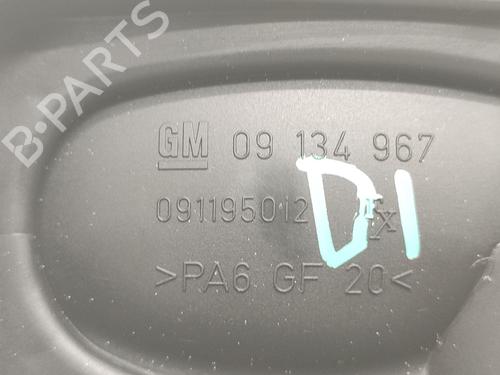 B-PARTS
GM 09 134 967
091195012
D1
>PA6 GF 20<